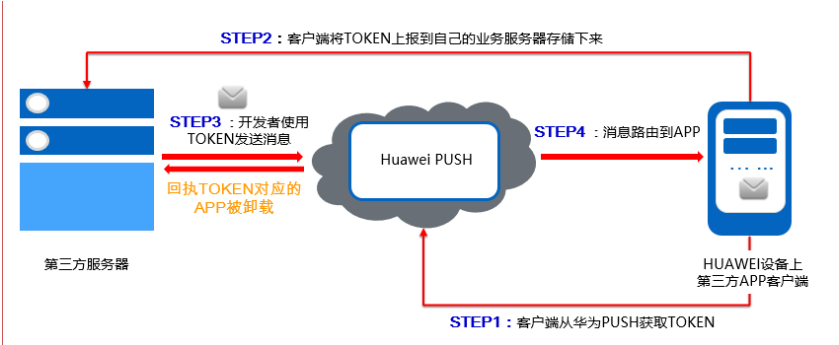 STEP2：客户端将TOKEN上报到自己的业务服务器存储下来
STEP3 ：开发者使用
TOKEN发送消息
Huawei PUSH
STEP4 ：消息路由到APP
回执TOKEN对应的
APP被卸载
第三方服务器
HUAWEI设备上
第三方APP客户端
STEP1：客户端从华为PUSH获取TOKEN